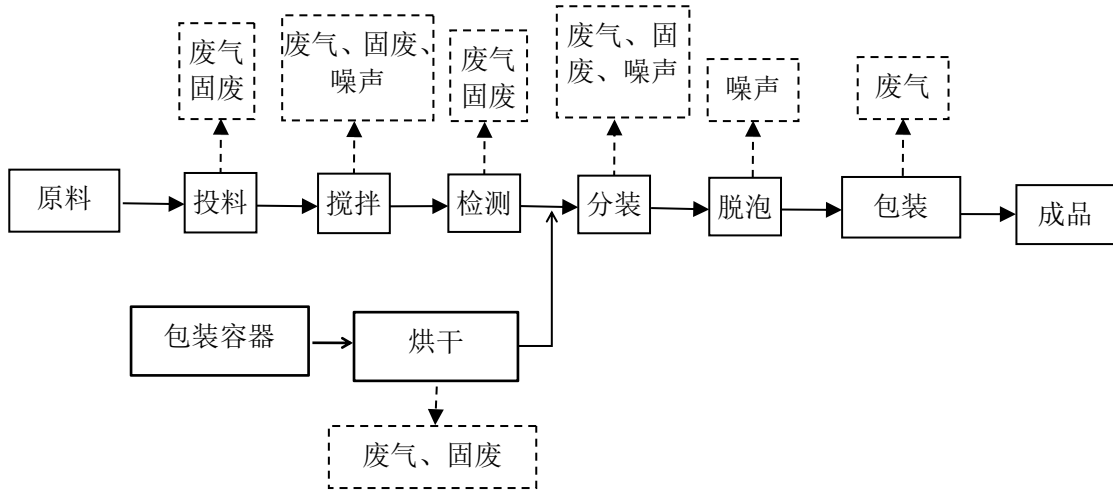 废气
固废
废气、固废、
噪声
废气
固废
废气、固
废、噪声
噪声
废气
原料
投料
搅拌
检测
分装
脱泡
包装
成品
包装容器
烘干
废气、固废